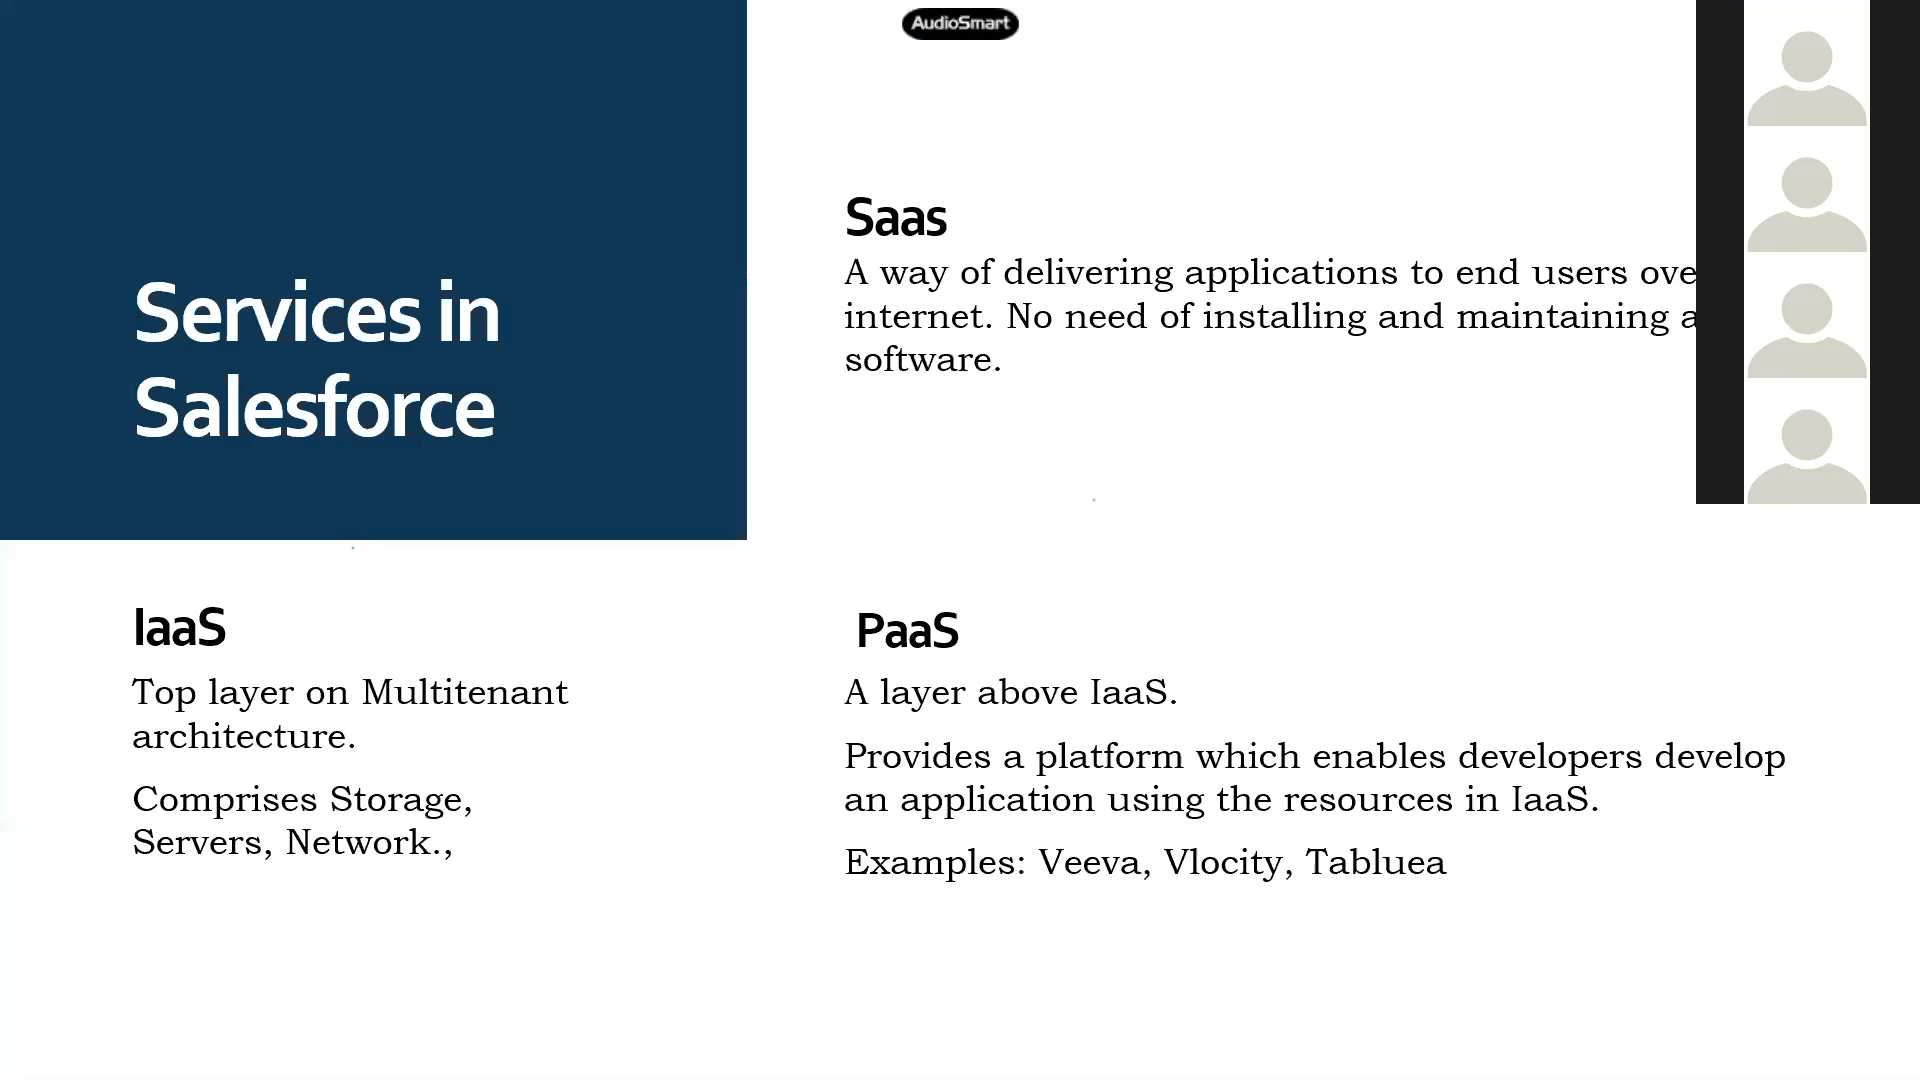 AudioSmart
Services in
Salesforce
Saas
A way of delivering applications to end users
internet. No need of installing and maintaining
software.
IaaS
Top layer on Multitenant
architecture.
Comprises Storage,
Servers, Network.,
PaaS
A layer above IaaS.
Provides a platform which enables developers develop
an application using the resources in IaaS.
Examples: Veeva, Vlocity, Tabluea